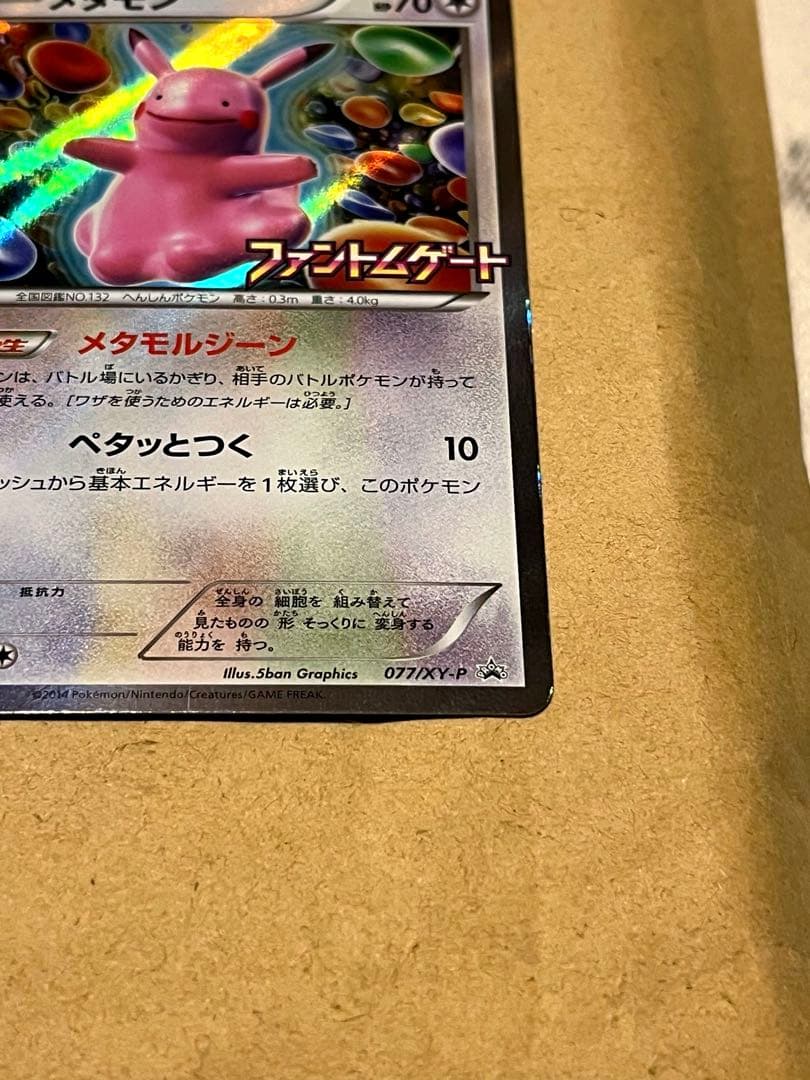 メタモン HP70
ファントムゲート
全国図鑑NO.132 へんしんポケモン 高さ：0.3m 重さ：4.0kg
メタモルジーン
ンは、バトル場にいるかぎり、相手のバトルポケモンが持って
使える。［ワザを使うためのエネルギーは必要。］
ペタッとつく 10
ッシュから基本エネルギーを1枚選び、このポケモン
抵抗力
全身の 細胞を 組み替えて
見たものの 形 そっくりに 変身する
能力を 持つ。
Illus.5ban Graphics 077/XY-P
©2014 Pokémon/Nintendo/Creatures/GAME FREAK.